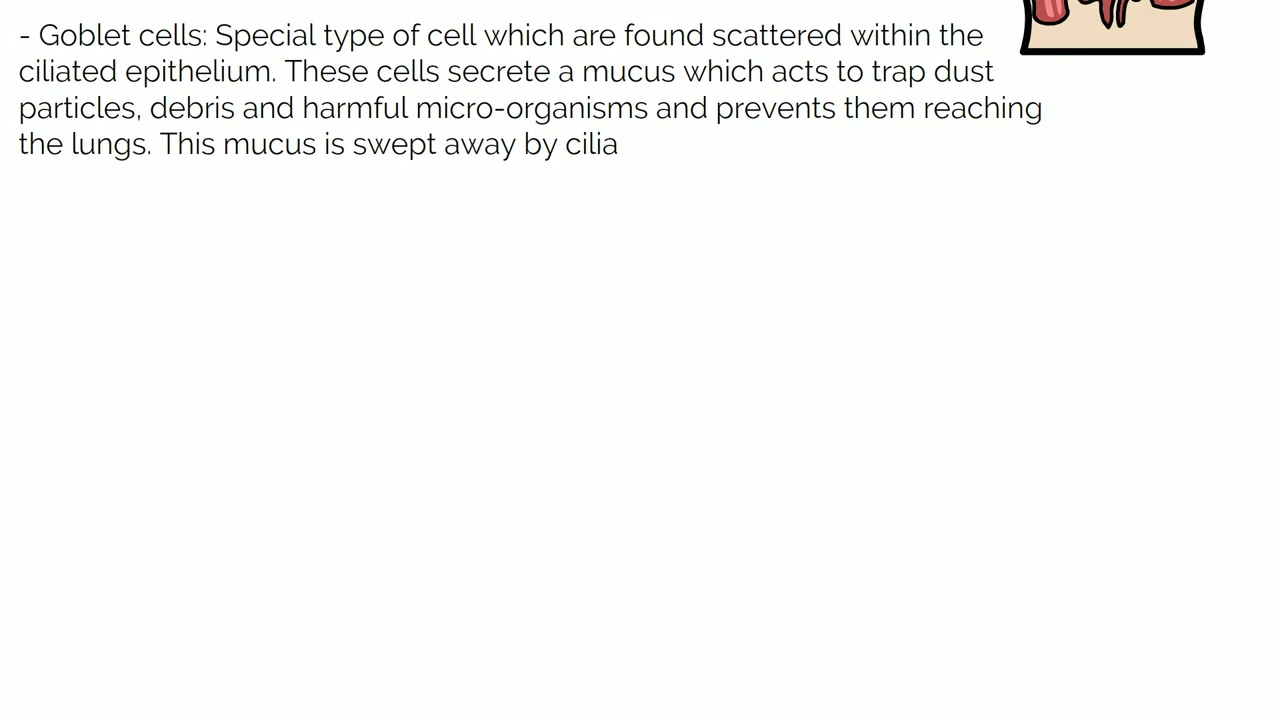 - Goblet cells: Special type of cell which are found scattered within the
ciliated epithelium. These cells secrete a mucus which acts to trap dust
particles, debris and harmful micro-organisms and prevents them reaching
the lungs. This mucus is swept away by cilia